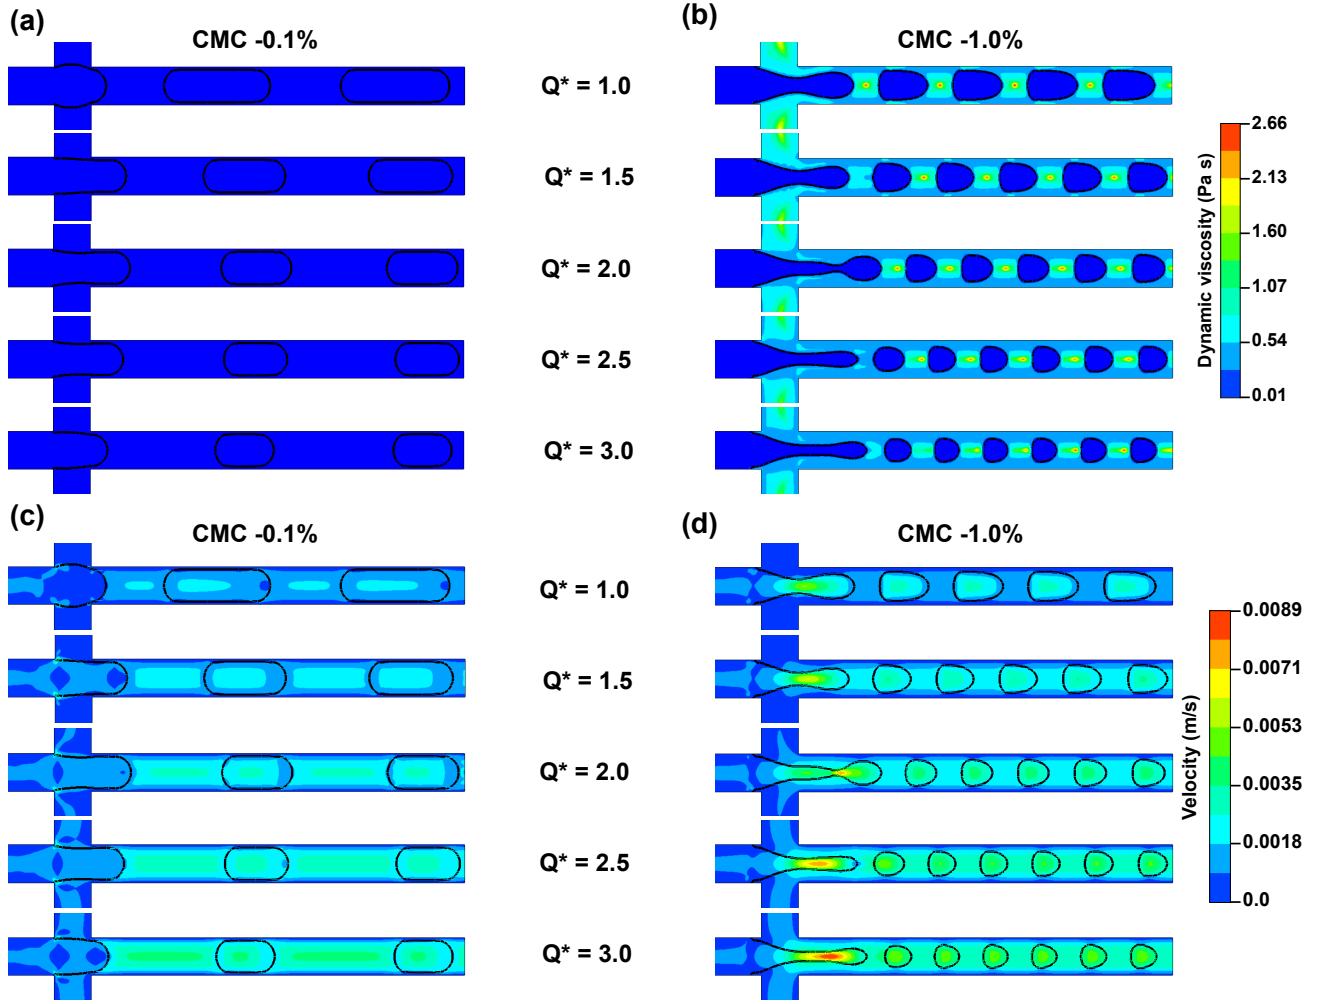 (a)
CMC -0.1%
(b)
CMC -1.0%
Q* = 1.0
Q* = 1.5
Q* = 2.0
Q* = 2.5
Q* = 3.0
Dynamic viscosity (Pa s)
2.66
2.13
1.60
1.07
0.54
0.01
(c)
CMC -0.1%
(d)
CMC -1.0%
Q* = 1.0
Q* = 1.5
Q* = 2.0
Q* = 2.5
Q* = 3.0
Velocity (m/s)
0.0089
0.0071
0.0053
0.0035
0.0018
0.0